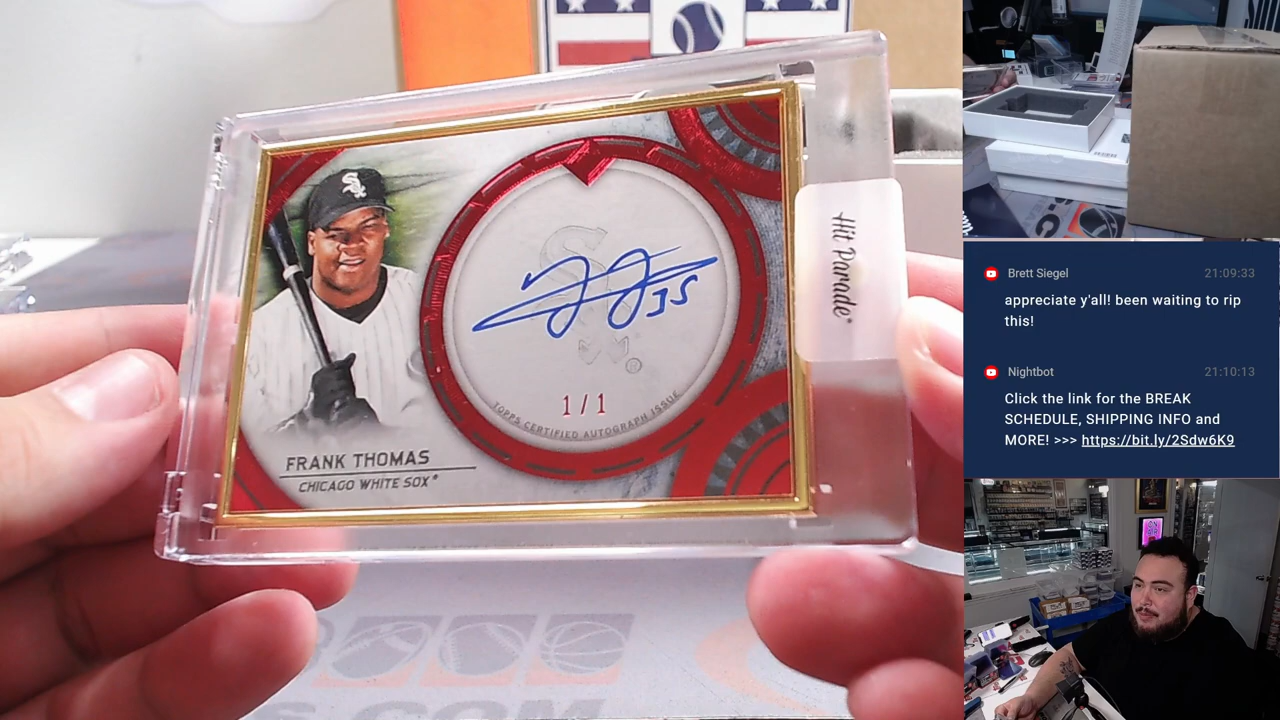 FRANK THOMAS
CHICAGO WHITE SOX®
35
1/1
TOPPS CERTIFIED AUTOGRAPH ISSUE
Hit Parade®
Brett Siegel 21:09:33
appreciate y'all! been waiting to rip
this!
Nightbot 21:10:13
Click the link for the BREAK
SCHEDULE, SHIPPING INFO and
MORE! >>> https://bit.ly/2Sdw6K9
.COM